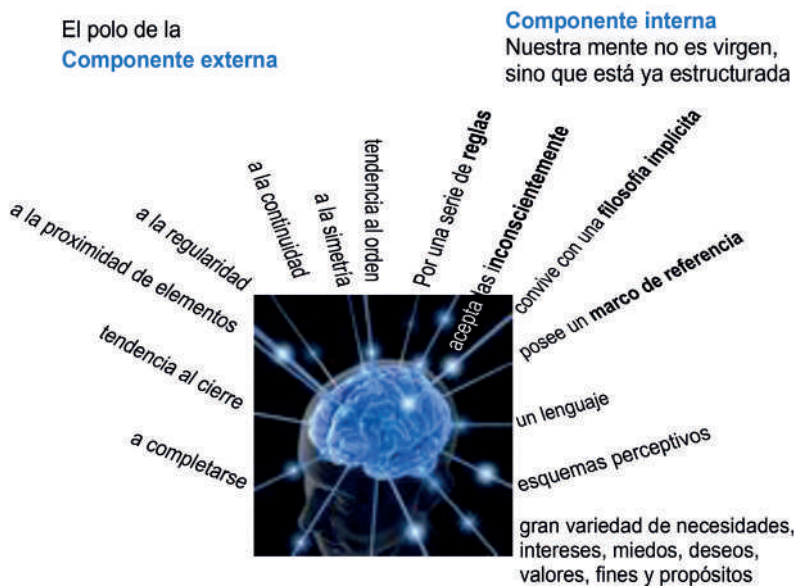 El polo de la
Componente externa
Componente interna
Nuestra mente no es virgen,
sino que está ya estructurada
a completarse
tendencia al cierre
a la proximidad de elementos
a la regularidad
a la continuidad
a la simetría
tendencia al orden
Por una serie de reglas
acepta das inconscientemente
convive con una filosofía implícita
posee un marco de referencia
un lenguaje
esquemas perceptivos
gran variedad de necesidades,
intereses, miedos, deseos,
valores, fines y propósitos